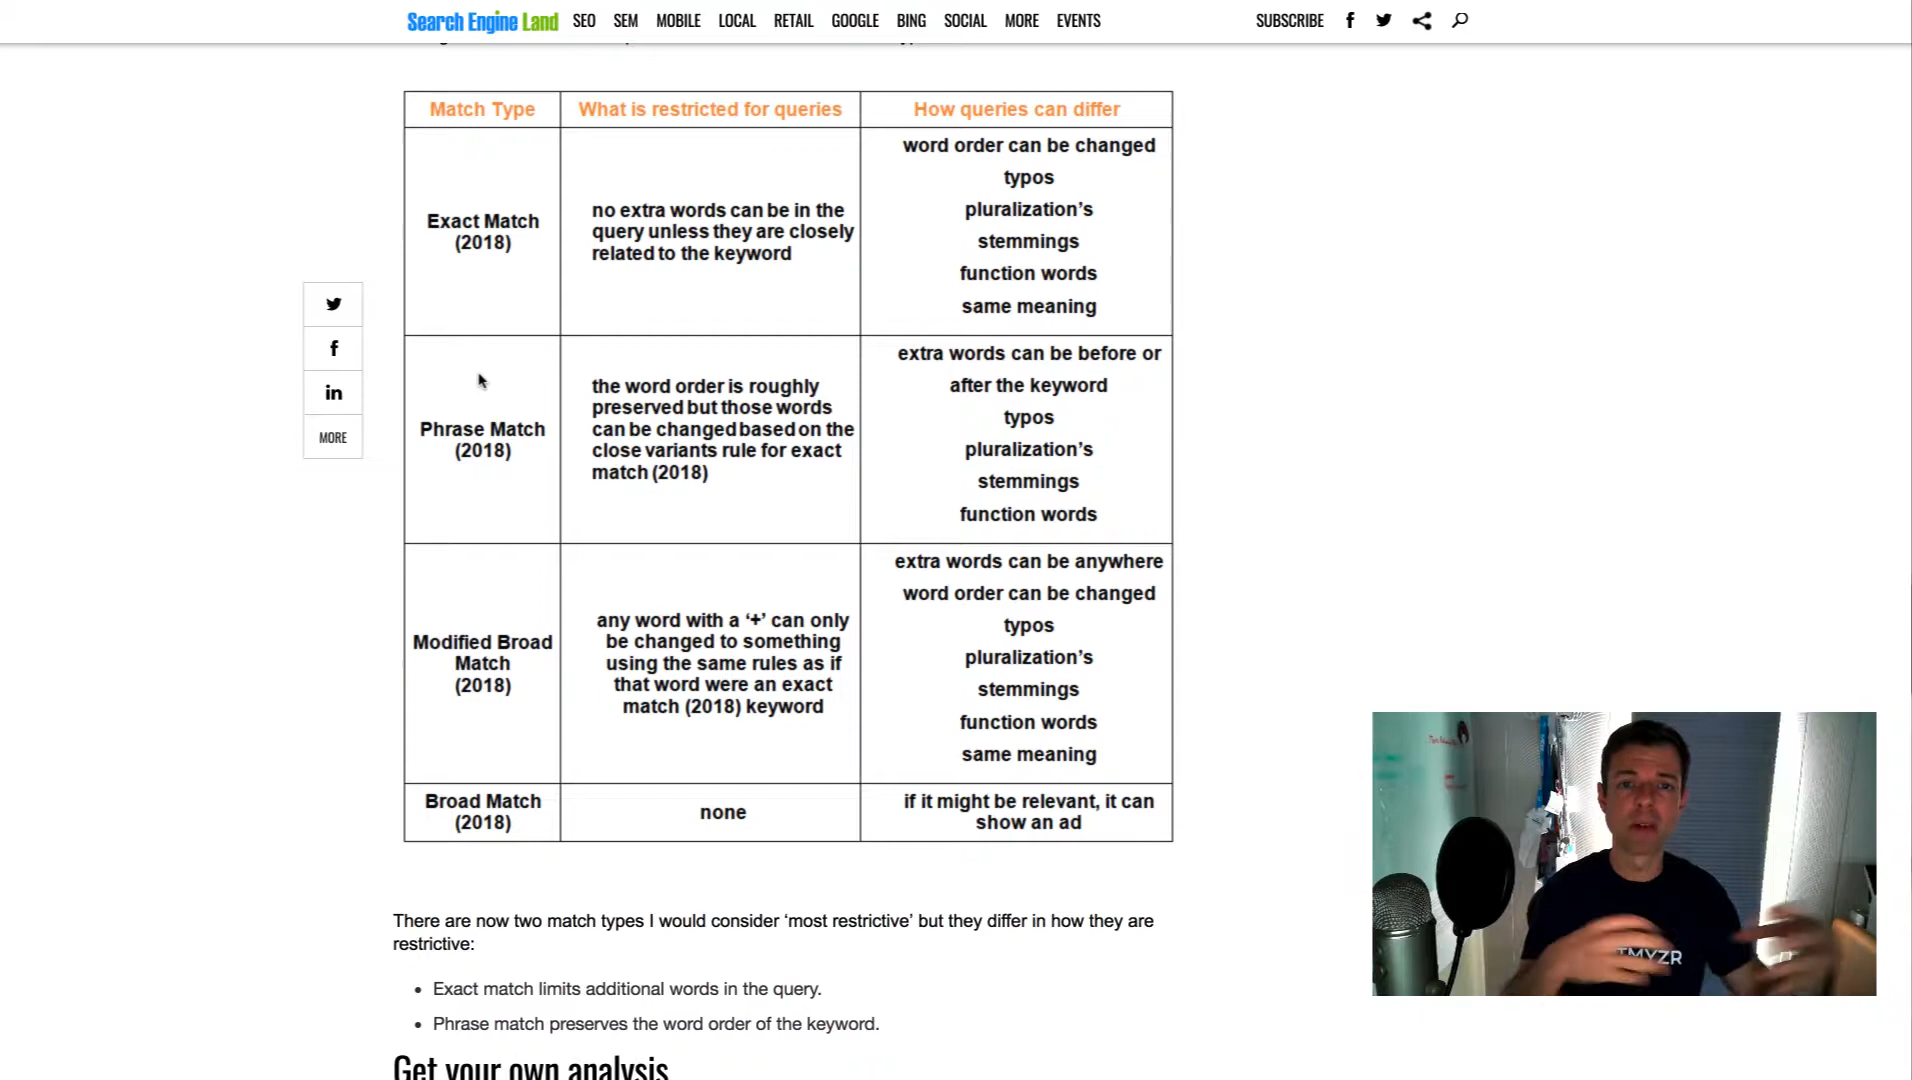 Search Engine Land SEO SEM MOBILE LOCAL RETAIL GOOGLE BING SOCIAL MORE EVENTS SUBSCRIBE
Match Type
What is restricted for queries
How queries can differ
Exact Match
(2018)
no extra words can be in the
query unless they are closely
related to the keyword
word order can be changed
typos
pluralization’s
stemmings
function words
same meaning
MORE
Phrase Match
(2018)
the word order is roughly
preserved but those words
can be changed based on the
close variants rule for exact
match (2018)
extra words can be before or
after the keyword
typos
pluralization’s
stemmings
function words
Modified Broad
Match
(2018)
any word with a ‘+’ can only
be changed to something
using the same rules as if
that word were an exact
match (2018) keyword
extra words can be anywhere
word order can be changed
typos
pluralization’s
stemmings
function words
same meaning
Broad Match
(2018)
none
if it might be relevant, it can
show an ad
There are now two match types I would consider ‘most restrictive’ but they differ in how they are
restrictive:
• Exact match limits additional words in the query.
• Phrase match preserves the word order of the keyword.
Get your own analysis